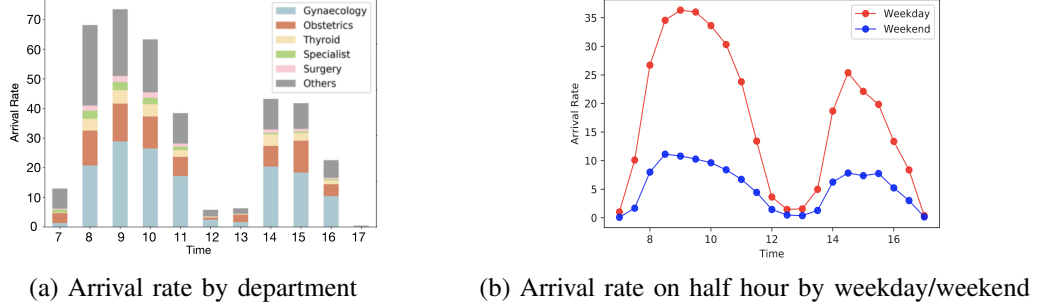 70
60
50
40
30
20
10
0
Arrival Rate
Gynaecology
Obstetrics
Thyroid
Specialist
Surgery
Others
7 8 9 10 11 12 13 14 15 16 17
Time
(a) Arrival rate by department
35
30
25
20
15
10
5
0
Arrival Rate
Weekday
Weekend
8 10 12 14 16
Time
(b) Arrival rate on half hour by weekday/weekend